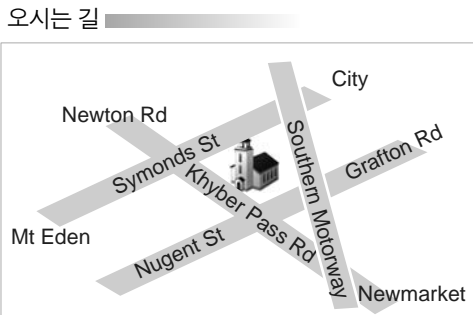 오시는 길
City
Newton Rd
Symonds St
Southern Motorway
Grafton Rd
Khyber Pass Rd
Mt Eden
Nugent St
Newmarket